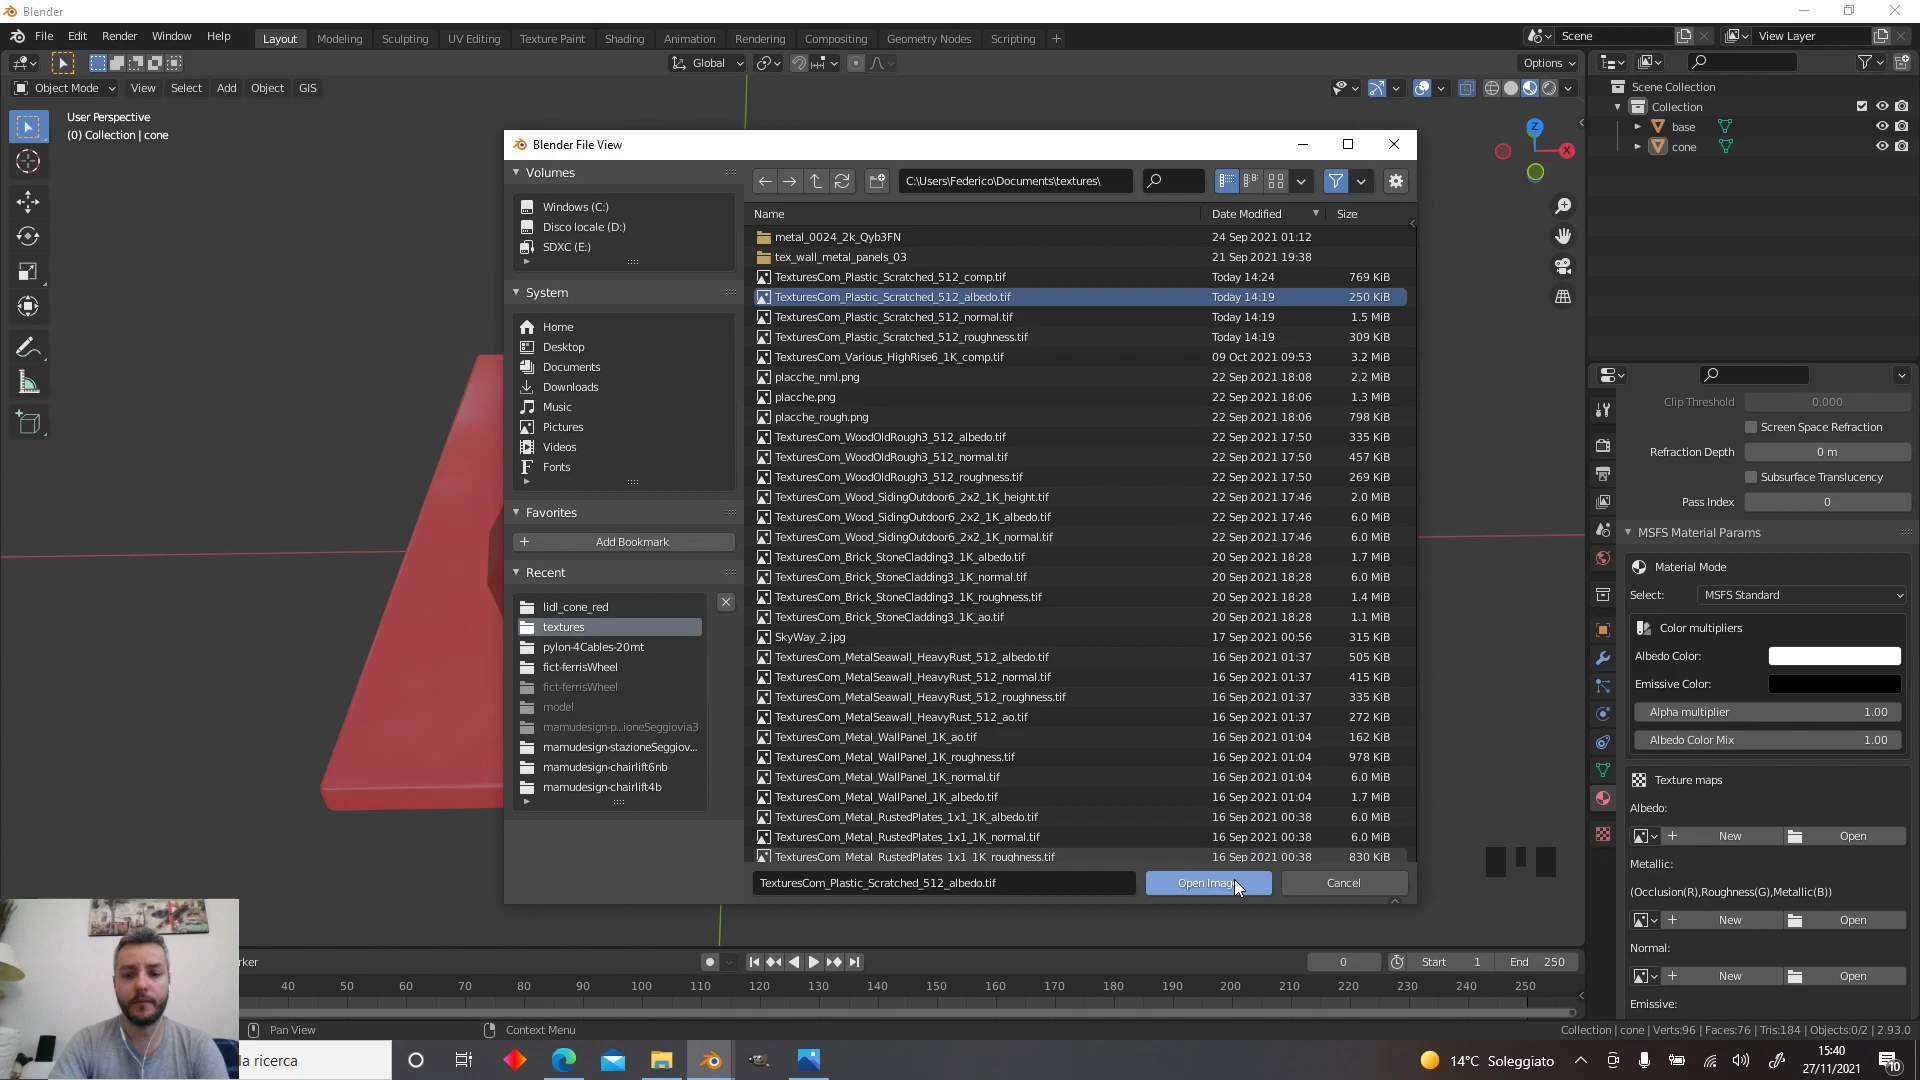 Blender
File Edit Render Window Help
Layout Modeling Sculpting UV Editing Texture Paint Shading Animation Rendering Compositing Geometry Nodes Scripting +
Scene
View Layer
Global
Options
Object Mode View Select Add Object GIS
User Perspective
(0) Collection | cone
Z
X
Scene Collection
Collection
base
cone
Blender File View
Volumes
Windows (C:)
Disco locale (D:)
SDXC (E:)
System
Home
Desktop
Documents
Downloads
Music
Pictures
Videos
Fonts
Favorites
Add Bookmark
Recent
lidl_cone_red
textures
pylon-4Cables-20mt
fict-ferrisWheel
fict-ferrisWheel
model
mamudesign-p...ioneSeggiovia3
mamudesign-stazioneSeggiov...
mamudesign-chairlift6nb
mamudesign-chairlift4b
C:\Users\Federico\Documents\textures\
Name Date Modified Size
metal_0024_2k_Qyb3FN 24 Sep 2021 01:12
tex_wall_metal_panels_03 21 Sep 2021 19:38
TexturesCom_Plastic_Scratched_512_comp.tif Today 14:24 769 KiB
TexturesCom_Plastic_Scratched_512_albedo.tif Today 14:19 250 KiB
TexturesCom_Plastic_Scratched_512_normal.tif Today 14:19 1.5 MiB
TexturesCom_Plastic_Scratched_512_roughness.tif Today 14:19 309 KiB
TexturesCom_Various_HighRise6_1K_comp.tif 09 Oct 2021 09:53 3.2 MiB
placche_nml.png 22 Sep 2021 18:08 2.2 MiB
placche.png 22 Sep 2021 18:06 1.3 MiB
placche_rough.png 22 Sep 2021 18:06 798 KiB
TexturesCom_WoodOldRough3_512_albedo.tif 22 Sep 2021 17:50 335 KiB
TexturesCom_WoodOldRough3_512_normal.tif 22 Sep 2021 17:50 457 KiB
TexturesCom_WoodOldRough3_512_roughness.tif 22 Sep 2021 17:50 269 KiB
TexturesCom_Wood_SidingOutdoor6_2x2_1K_height.tif 22 Sep 2021 17:46 2.0 MiB
TexturesCom_Wood_SidingOutdoor6_2x2_1K_albedo.tif 22 Sep 2021 17:46 6.0 MiB
TexturesCom_Wood_SidingOutdoor6_2x2_1K_normal.tif 22 Sep 2021 17:46 6.0 MiB
TexturesCom_Brick_StoneCladding3_1K_albedo.tif 20 Sep 2021 18:28 1.7 MiB
TexturesCom_Brick_StoneCladding3_1K_normal.tif 20 Sep 2021 18:28 6.0 MiB
TexturesCom_Brick_StoneCladding3_1K_roughness.tif 20 Sep 2021 18:28 1.4 MiB
TexturesCom_Brick_StoneCladding3_1K_ao.tif 20 Sep 2021 18:28 1.1 MiB
SkyWay_2.jpg 17 Sep 2021 00:56 315 KiB
TexturesCom_MetalSeawall_HeavyRust_512_albedo.tif 16 Sep 2021 01:37 505 KiB
TexturesCom_MetalSeawall_HeavyRust_512_normal.tif 16 Sep 2021 01:37 415 KiB
TexturesCom_MetalSeawall_HeavyRust_512_roughness.tif 16 Sep 2021 01:37 335 KiB
TexturesCom_MetalSeawall_HeavyRust_512_ao.tif 16 Sep 2021 01:37 272 KiB
TexturesCom_Metal_WallPanel_1K_ao.tif 16 Sep 2021 01:04 162 KiB
TexturesCom_Metal_WallPanel_1K_roughness.tif 16 Sep 2021 01:04 978 KiB
TexturesCom_Metal_WallPanel_1K_normal.tif 16 Sep 2021 01:04 6.0 MiB
TexturesCom_Metal_WallPanel_1K_albedo.tif 16 Sep 2021 01:04 1.7 MiB
TexturesCom_Metal_RustedPlates_1x1_1K_albedo.tif 16 Sep 2021 00:38 6.0 MiB
TexturesCom_Metal_RustedPlates_1x1_1K_normal.tif 16 Sep 2021 00:38 6.0 MiB
TexturesCom_Metal_RustedPlates_1x1_1K_roughness.tif 16 Sep 2021 00:38 830 KiB
TexturesCom_Plastic_Scratched_512_albedo.tif
Open Imag
Cancel
Clip Threshold 0.000
Screen Space Refraction
Refraction Depth 0 m
Subsurface Translucency
Pass Index 0
MSFS Material Params
Material Mode
Select: MSFS Standard
Color multipliers
Albedo Color:
Emissive Color:
Alpha multiplier 1.00
Albedo Color Mix 1.00
Texture maps
Albedo:
+ New Open
Metallic:
(Occlusion(R),Roughness(G),Metallic(B))
+ New Open
Normal:
+ New Open
Emissive:
rker
0
Start 1
End 250
40 50 60 70 80 90 100 110 120 130 140 150 160 170 180 190 200 210 220 230 240 250
Pan View
Context Menu
Collection | cone | Verts:96 | Faces:76 | Tris:184 | Objects:0/2 | 2.93.0
la ricerca
14°C Soleggiato
15:40
27/11/2021
10